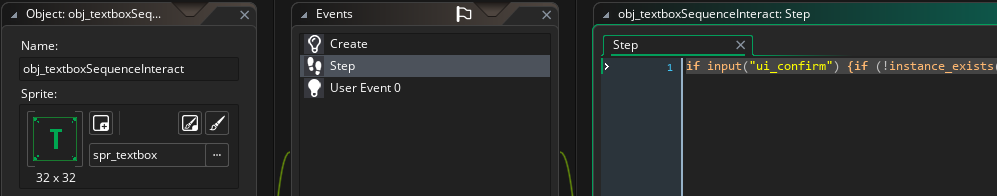 Object: obj_textboxSeq...
Name:
obj_textboxSequenceInteract
Sprite:
T
spr_textbox
...
32 x 32
Events
Create
Step
User Event 0
obj_textboxSequenceInteract: Step
Step
1 if input("ui_confirm") {if (!instance_exists(